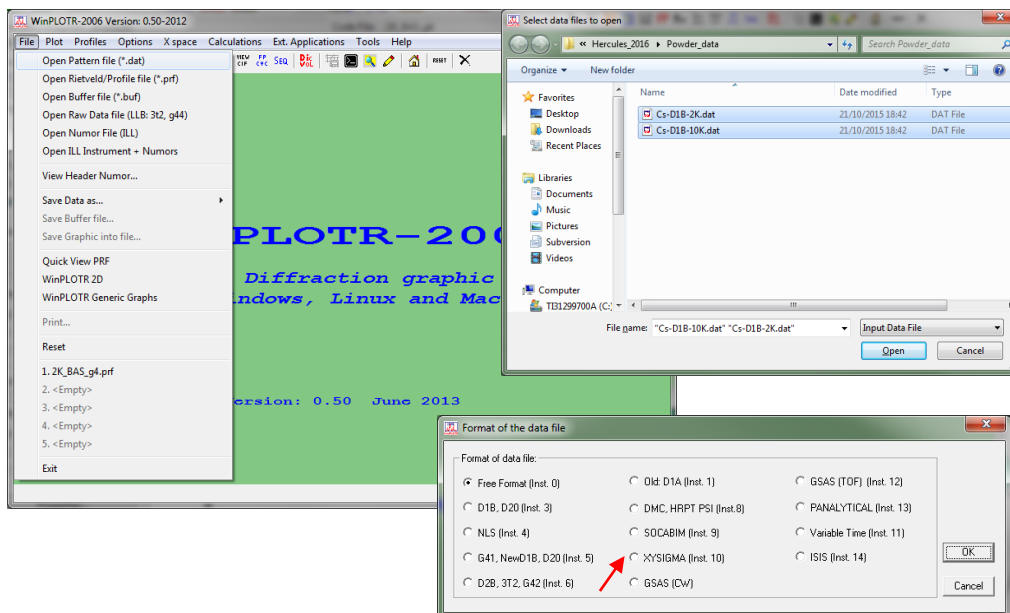 WinPLOTR-2006 Version: 0.50-2012
File Plot Profiles Options X space Calculations Ext. Applications Tools Help
Open Pattern file (*.dat)
Open Rietveld/Profile file (*.prf)
Open Buffer file (*.buf)
Open Raw Data file (LLB: 3t2, g44)
Open Numor File (ILL)
Open ILL Instrument + Numors
View Header Numor...
Save Data as...
Save Buffer file...
Save Graphic into file...
Quick View PRF
WinPLOTR 2D
WinPLOTR Generic Graphs
Print...
Reset
1. 2K_BAS_g4.prf
2. <Empty>
3. <Empty>
4. <Empty>
5. <Empty>
Exit
NEW CIF FP CYC SEQ Dic VOL RESET
PLOTR-200
Diffraction graphic
ndows, Linux and Mac
ersion: 0.50 June 2013
Select data files to open
« Hercules_2016 Powder_data
Search Powder_data
Organize New folder
Favorites
Desktop
Downloads
Recent Places
Libraries
Documents
Music
Pictures
Subversion
Videos
Computer
TI31299700A (C:)
Name Date modified Type
Cs-D1B-2K.dat 21/10/2015 18:42 DAT File
Cs-D1B-10K.dat 21/10/2015 18:42 DAT File
File name: "Cs-D1B-10K.dat" "Cs-D1B-2K.dat" Input Data File
Open Cancel
Format of the data file
Format of data file:
Free Format (Inst. 0) Old: D1A (Inst. 1) GSAS (TOF) (Inst. 12)
D1B, D20 (Inst. 3) DMC, HRPT PSI (Inst.8) PANALYTICAL (Inst. 13)
NLS (Inst. 4) SOCABIM (Inst. 9) Variable Time (Inst. 11)
G41, NewD1B, D20 (Inst. 5) XYSIGMA (Inst. 10) ISIS (Inst. 14)
D2B, 3T2, G42 (Inst. 6) GSAS (CW)
OK
Cancel